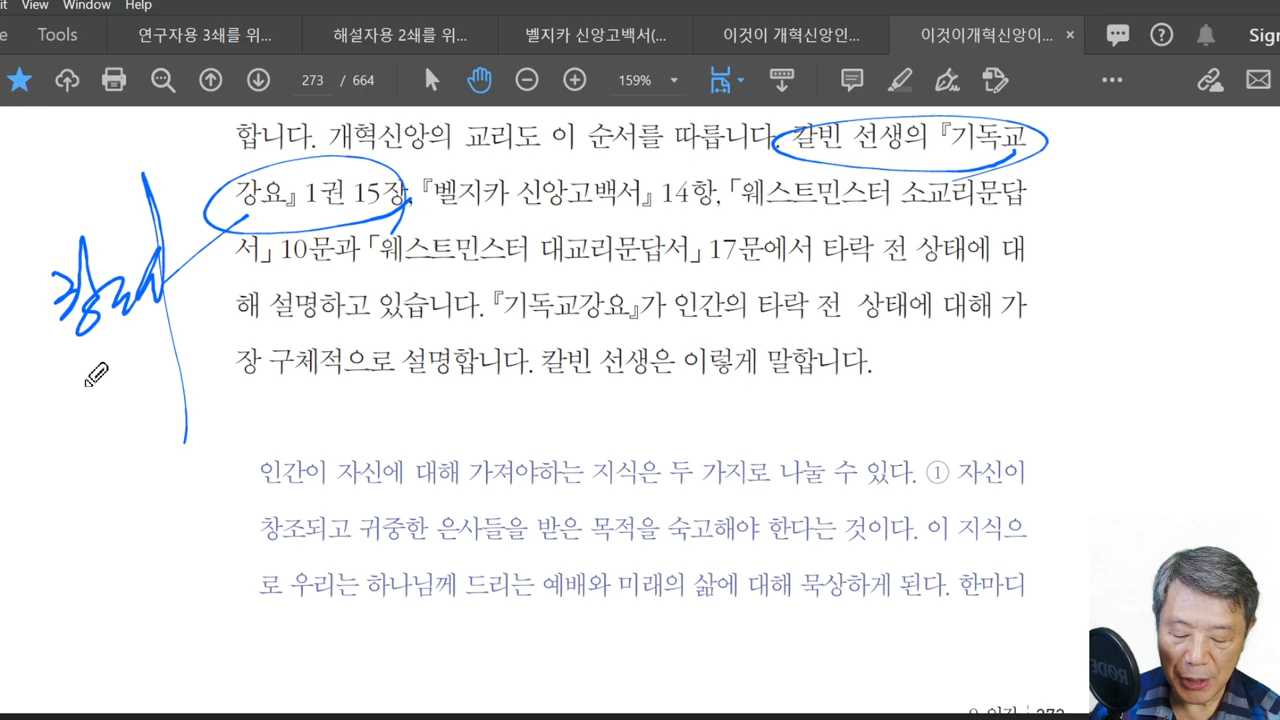 it View Window Help
e Tools 연구자용 3쇄를 위... 해설자용 2쇄를 위... 벨지카 신앙고백서(... 이것이 개혁신앙인... 이것이개혁신앙이... × Sign
273 / 664 159%
합니다. 개혁신앙의 교리도 이 순서를 따릅니다. 칼빈 선생의 『기독교
강요』 1권 15장, 『벨지카 신앙고백서』 14항, 「웨스트민스터 소교리문답
서」 10문과 「웨스트민스터 대교리문답서」 17문에서 타락 전 상태에 대
해 설명하고 있습니다. 『기독교강요』가 인간의 타락 전 상태에 대해 가
장 구체적으로 설명합니다. 칼빈 선생은 이렇게 말합니다.
인간이 자신에 대해 가져야하는 지식은 두 가지로 나눌 수 있다. ① 자신이
창조되고 귀중한 은사들을 받은 목적을 숙고해야 한다는 것이다. 이 지식으
로 우리는 하나님께 드리는 예배와 미래의 삶에 대해 묵상하게 된다. 한마디
RODE